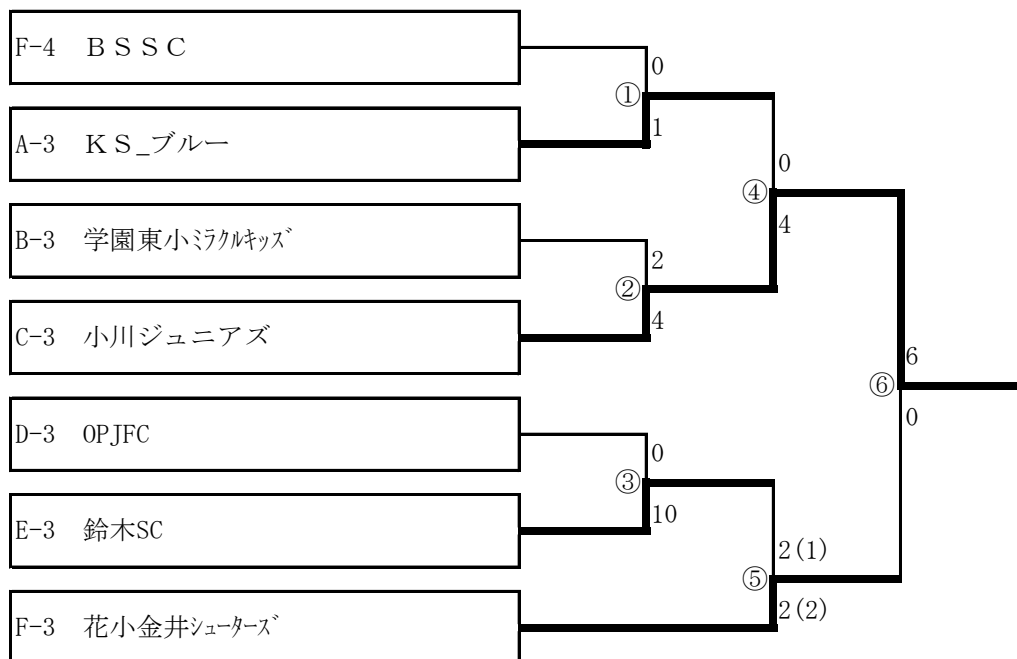 F-4 ＢＳＳＣ
0
①
A-3 ＫＳ_ブルー
1
0
④
4
B-3 学園東小ﾐﾗｸﾙｷｯｽﾞ
2
②
C-3 小川ジュニアズ
4
6
⑥
0
D-3 OPJFC
0
③
E-3 鈴木SC
10
2(1)
⑤
2(2)
F-3 花小金井ｼｭｰﾀｰｽﾞ